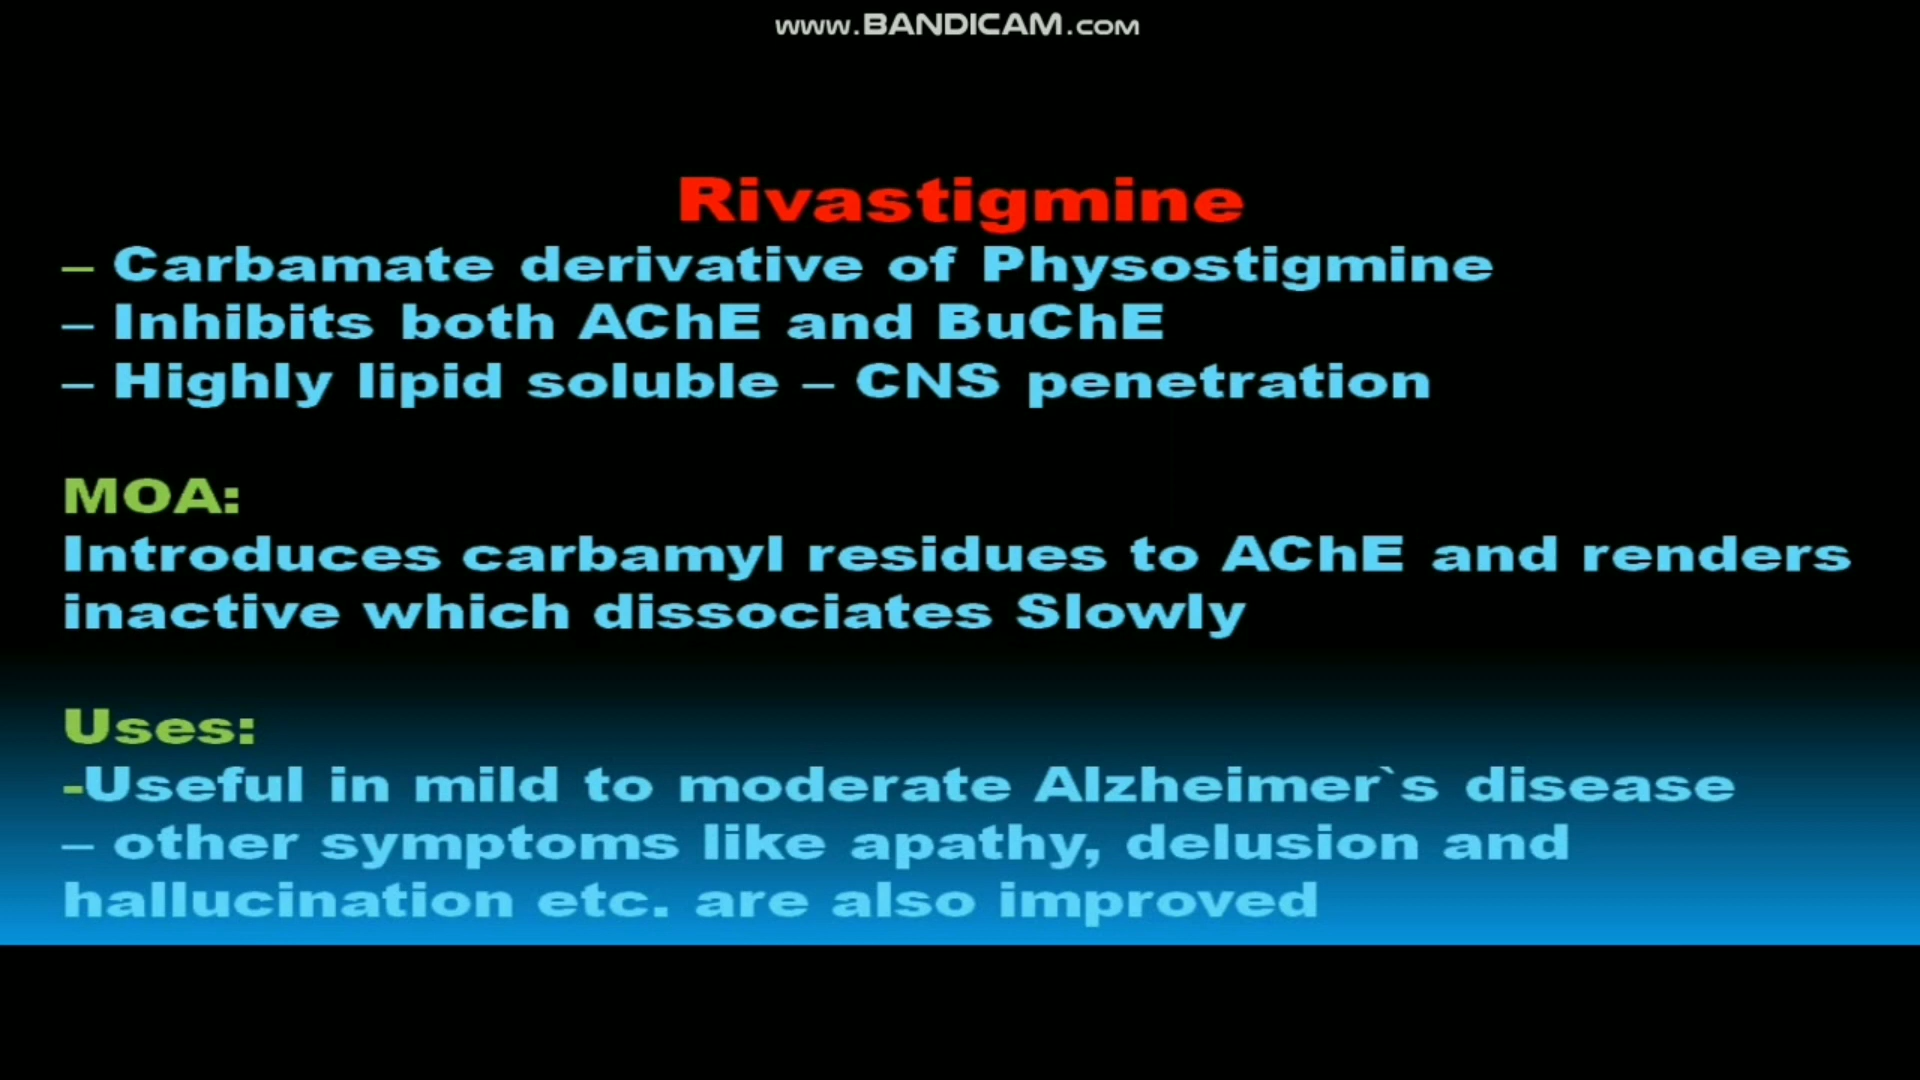 www.BANDICAM.COM
Rivastigmine
– Carbamate derivative of Physostigmine
– Inhibits both AChE and BuChE
– Highly lipid soluble – CNS penetration
MOA:
Introduces carbamyl residues to AChE and renders
inactive which dissociates Slowly
Uses:
-Useful in mild to moderate Alzheimer`s disease
– other symptoms like apathy, delusion and
hallucination etc. are also improved